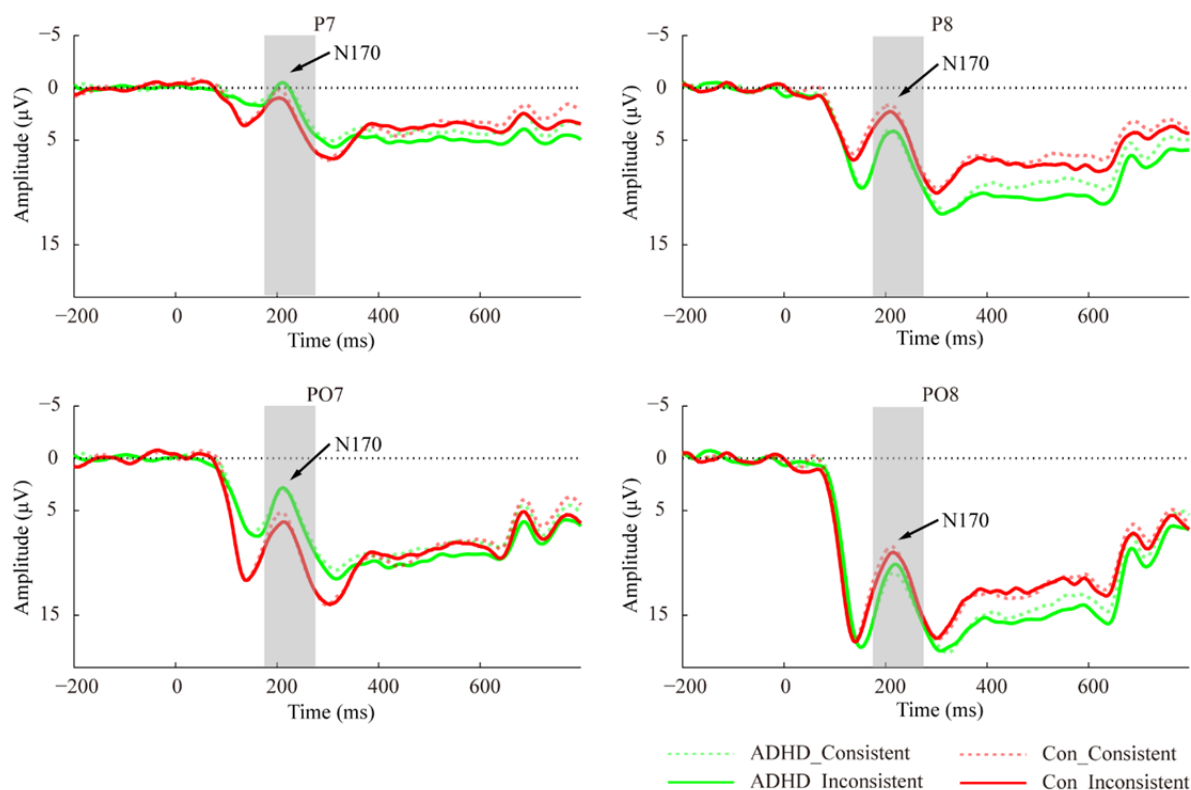 P7
P8
−5
0
5
15
Amplitude (μV)
N170
−200
0
200
400
600
Time (ms)
−5
0
5
15
Amplitude (μV)
N170
−200
0
200
400
600
Time (ms)
PO7
PO8
−5
0
5
15
Amplitude (μV)
N170
−200
0
200
400
600
Time (ms)
−5
0
5
15
Amplitude (μV)
N170
−200
0
200
400
600
Time (ms)
ADHD_Consistent
Con_Consistent
ADHD_Inconsistent
Con_Inconsistent